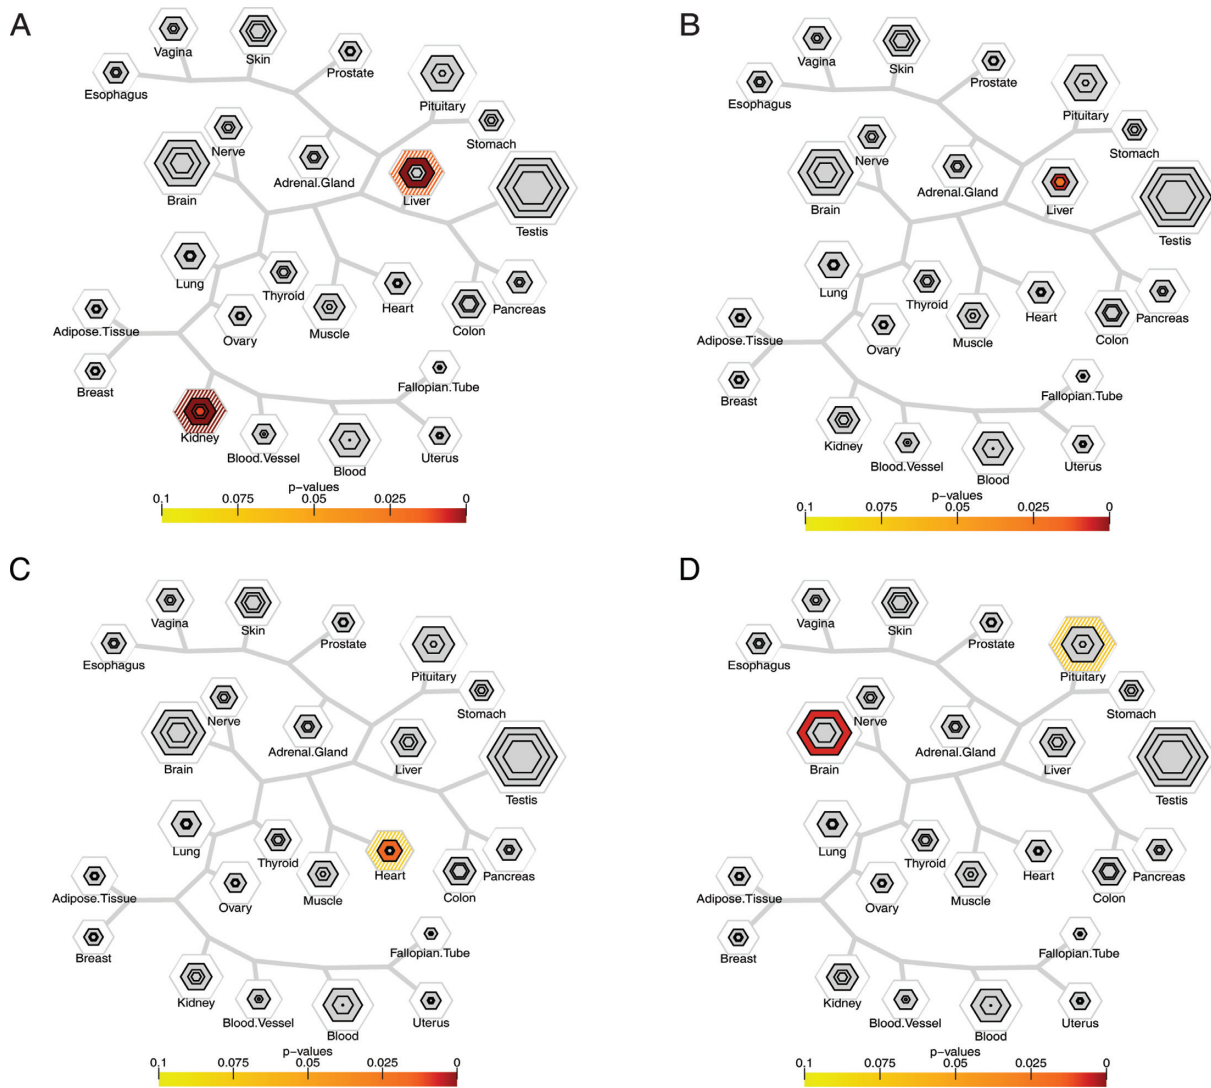 A
Vagina
Skin
Prostate
Esophagus
Pituitary
Stomach
Nerve
Adrenal.Gland
Brain
Liver
Testis
Lung
Thyroid
Heart
Pancreas
Muscle
Colon
Adipose.Tissue
Ovary
Breast
Fallopian.Tube
Kidney
Blood.Vessel
Blood
Uterus
p-values
0.1 0.075 0.05 0.025 0
B
Vagina
Skin
Prostate
Esophagus
Pituitary
Stomach
Nerve
Adrenal.Gland
Brain
Liver
Testis
Lung
Thyroid
Heart
Pancreas
Muscle
Colon
Adipose.Tissue
Ovary
Breast
Fallopian.Tube
Kidney
Blood.Vessel
Blood
Uterus
p-values
0.1 0.075 0.05 0.025 0
C
Vagina
Skin
Prostate
Esophagus
Pituitary
Stomach
Nerve
Adrenal.Gland
Brain
Liver
Testis
Lung
Thyroid
Heart
Pancreas
Muscle
Colon
Adipose.Tissue
Ovary
Breast
Fallopian.Tube
Kidney
Blood.Vessel
Blood
Uterus
p-values
0.1 0.075 0.05 0.025 0
D
Vagina
Skin
Prostate
Esophagus
Pituitary
Stomach
Nerve
Adrenal.Gland
Brain
Liver
Testis
Lung
Thyroid
Heart
Pancreas
Muscle
Colon
Adipose.Tissue
Ovary
Breast
Fallopian.Tube
Kidney
Blood.Vessel
Blood
Uterus
p-values
0.1 0.075 0.05 0.025 0